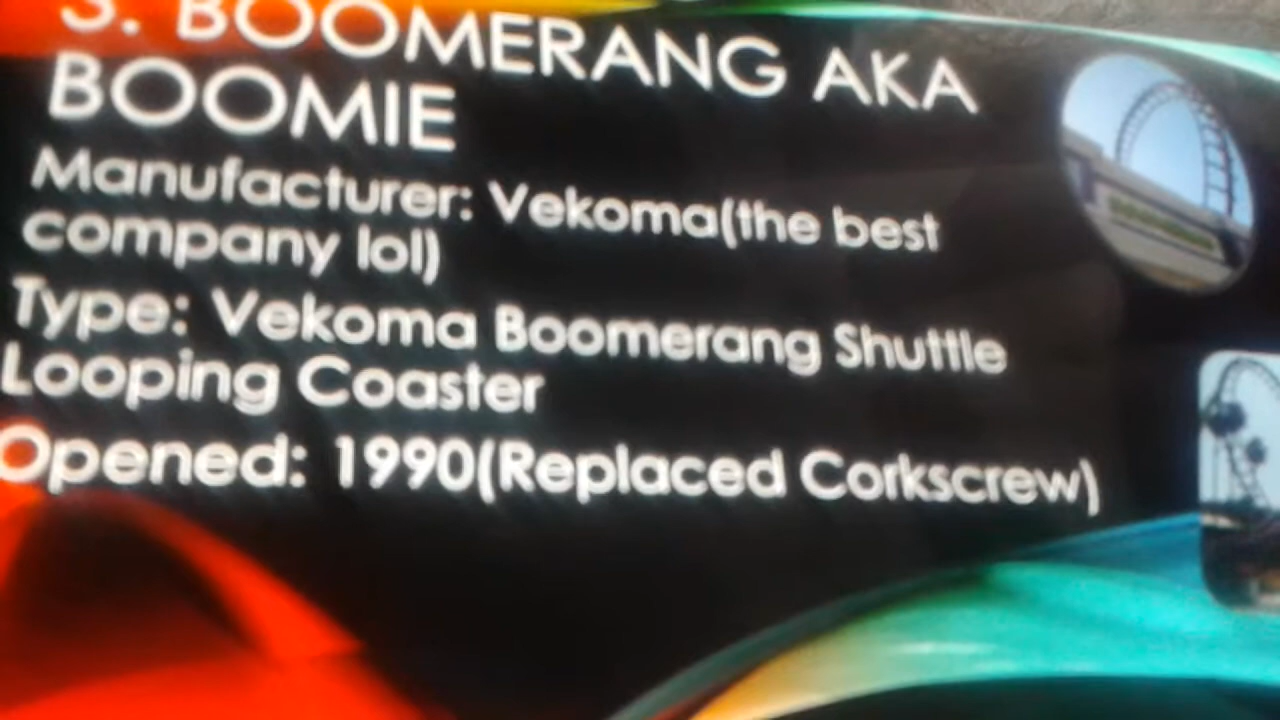 3. BOOMERANG AKA
BOOMIE
Manufacturer: Vekoma(the best
company lol)
Type: Vekoma Boomerang Shuttle
Looping Coaster
Opened: 1990(Replaced Corkscrew)